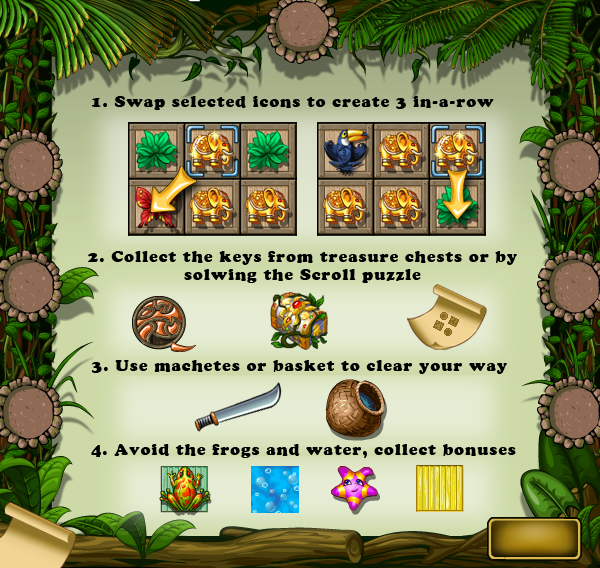 1. Swap selected icons to create 3 in-a-row
2. Collect the keys from treasure chests or by
solwing the Scroll puzzle
3. Use machetes or basket to clear your way
4. Avoid the frogs and water, collect bonuses